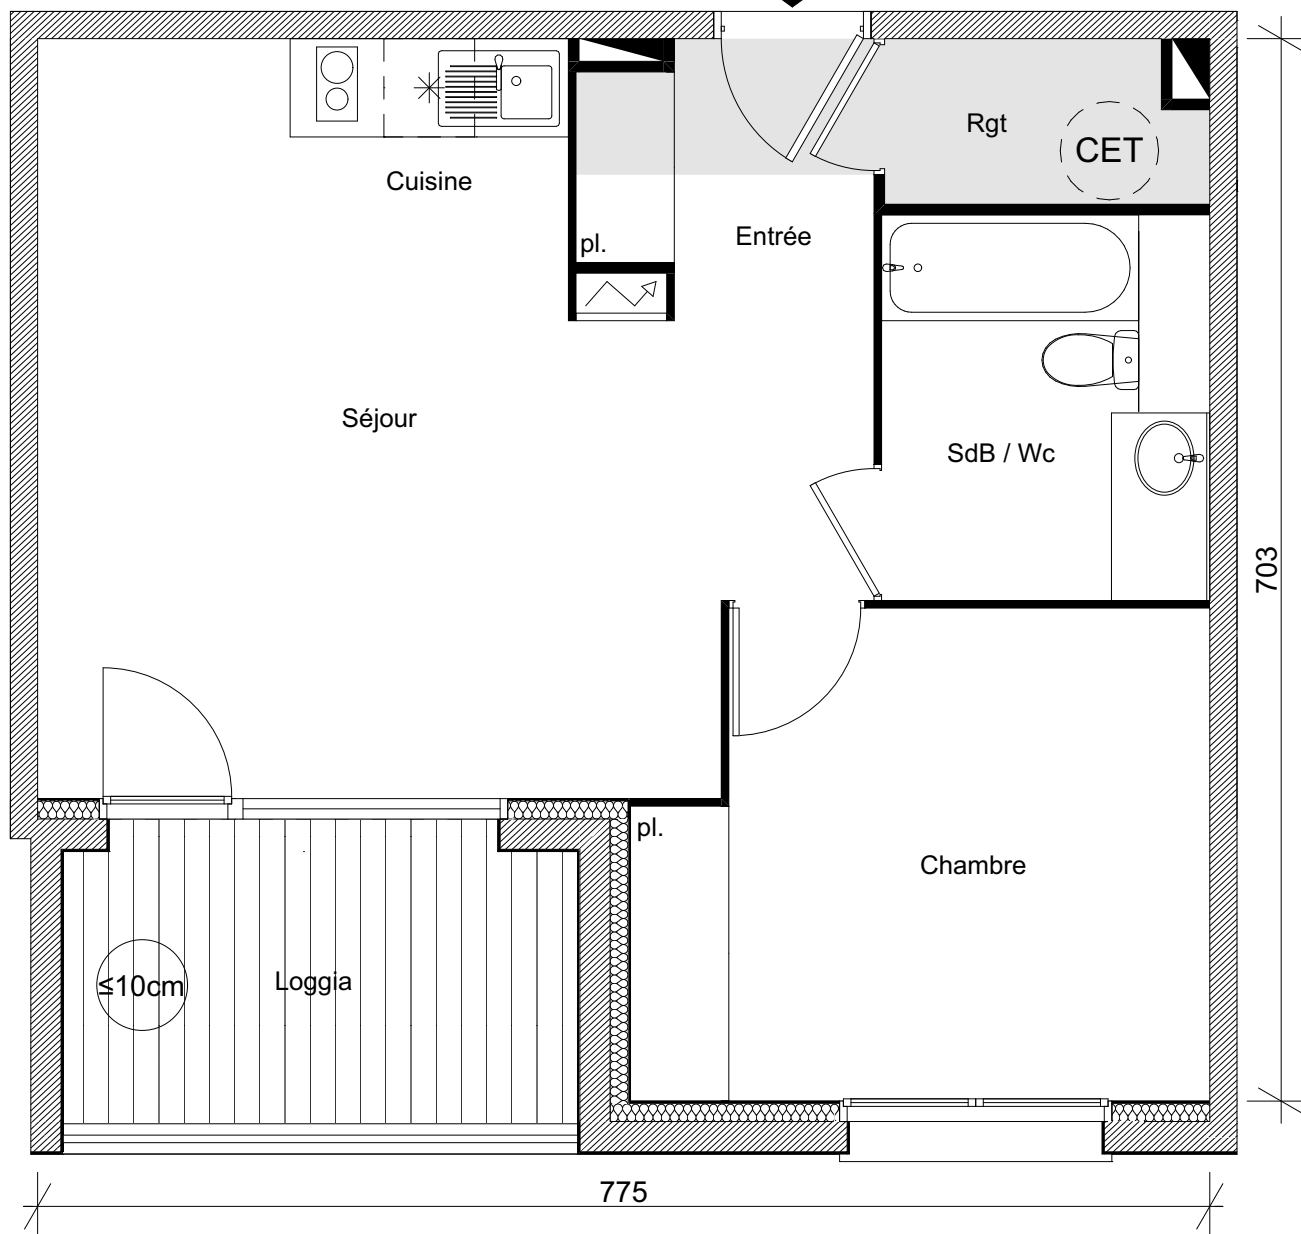 Rgt
CET
Cuisine
Entrée
pl.
Séjour
SdB / Wc
703
pl.
Chambre
≤10cm
Loggia
775